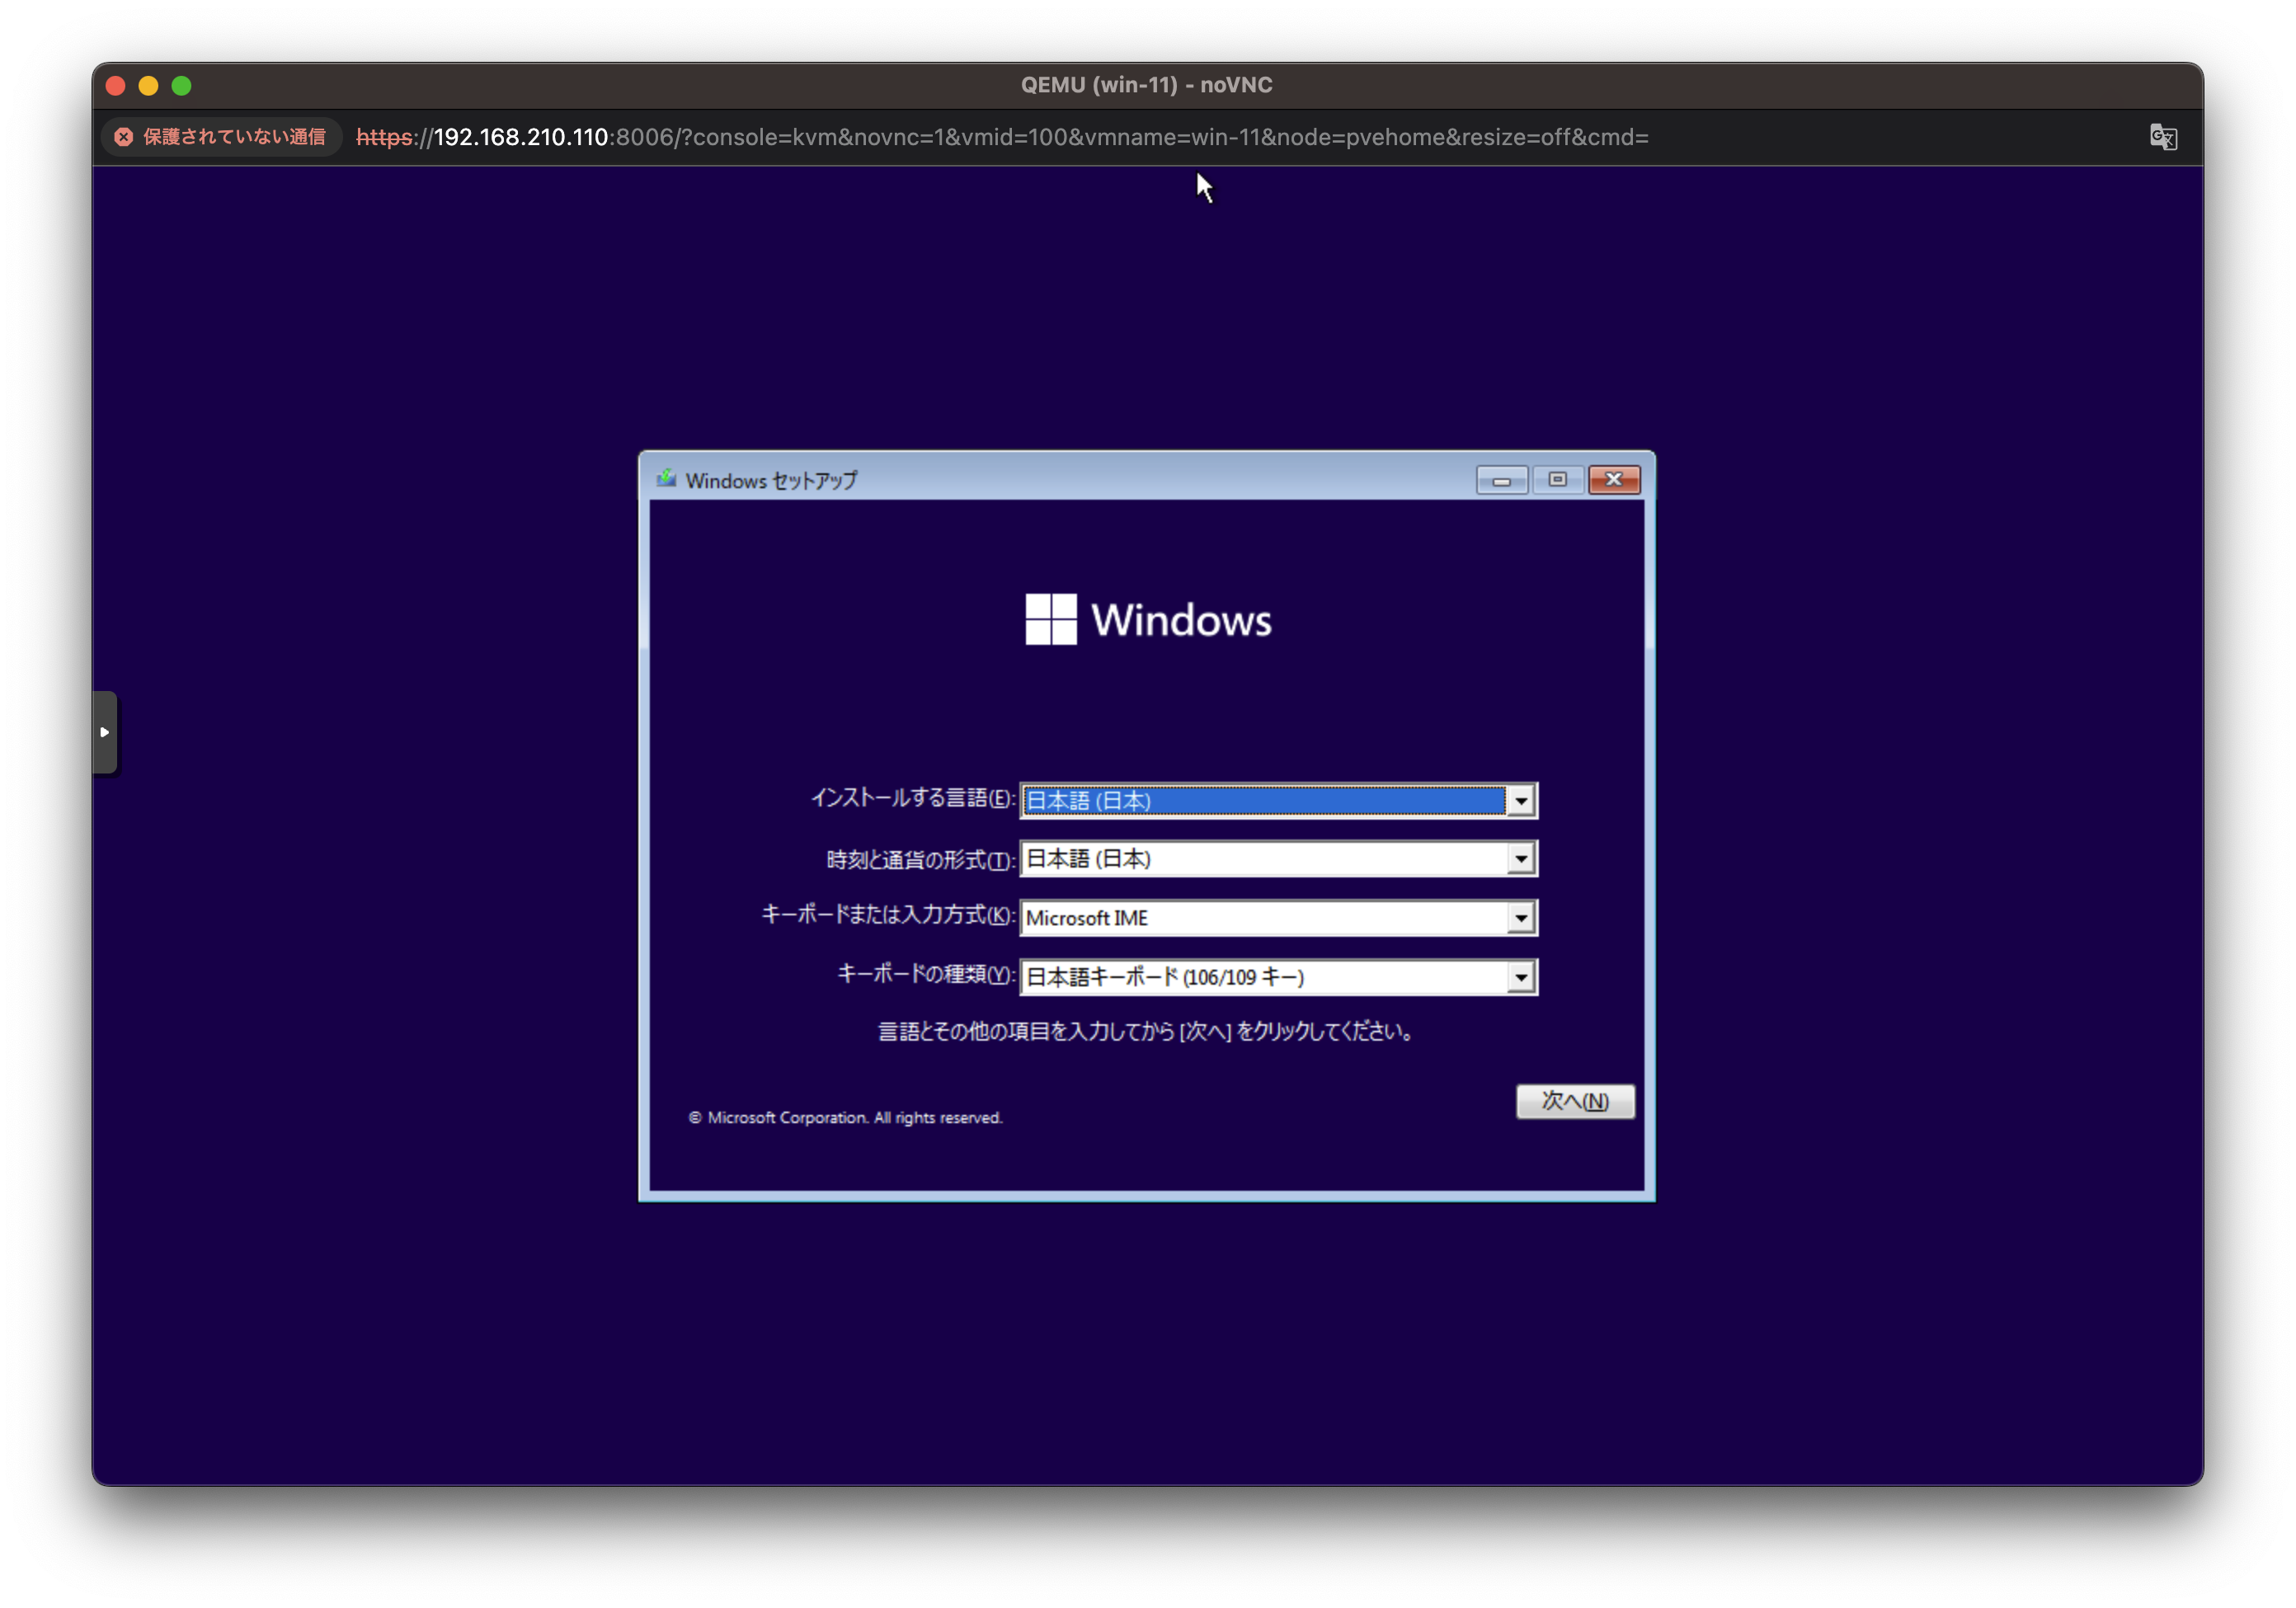 QEMU (win-11) - noVNC
保護されていない通信 https://192.168.210.110:8006/?console=kvm&novnc=1&vmid=100&vmname=win-11&node=pvehome&resize=off&cmd=
Windows セットアップ
Windows
インストールする言語(E): 日本語 (日本)
時刻と通貨の形式(T): 日本語 (日本)
キーボードまたは入力方式(K): Microsoft IME
キーボードの種類(Y): 日本語キーボード (106/109 キー)
言語とその他の項目を入力してから [次へ] をクリックしてください。
次へ(N)
© Microsoft Corporation. All rights reserved.